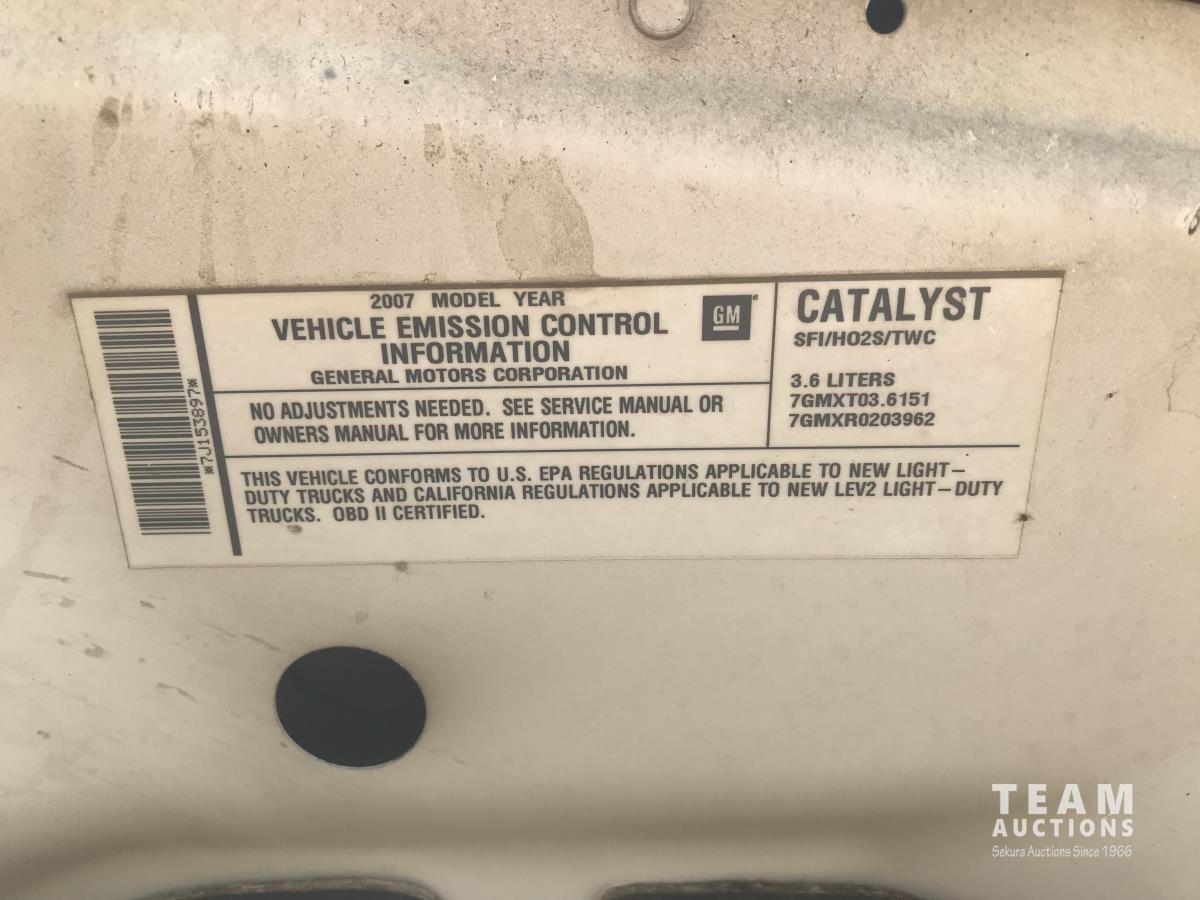 *7J153897*
2007 MODEL YEAR
VEHICLE EMISSION CONTROL
INFORMATION
GENERAL MOTORS CORPORATION
GM
NO ADJUSTMENTS NEEDED. SEE SERVICE MANUAL OR
OWNERS MANUAL FOR MORE INFORMATION.
CATALYST
SFI/HO2S/TWC
3.6 LITERS
7GMXT03.6151
7GMXR0203962
THIS VEHICLE CONFORMS TO U.S. EPA REGULATIONS APPLICABLE TO NEW LIGHT-
DUTY TRUCKS AND CALIFORNIA REGULATIONS APPLICABLE TO NEW LEV2 LIGHT-DUTY
TRUCKS. OBD II CERTIFIED.
TEAM
AUCTIONS
Sekura Auctions Since 1966